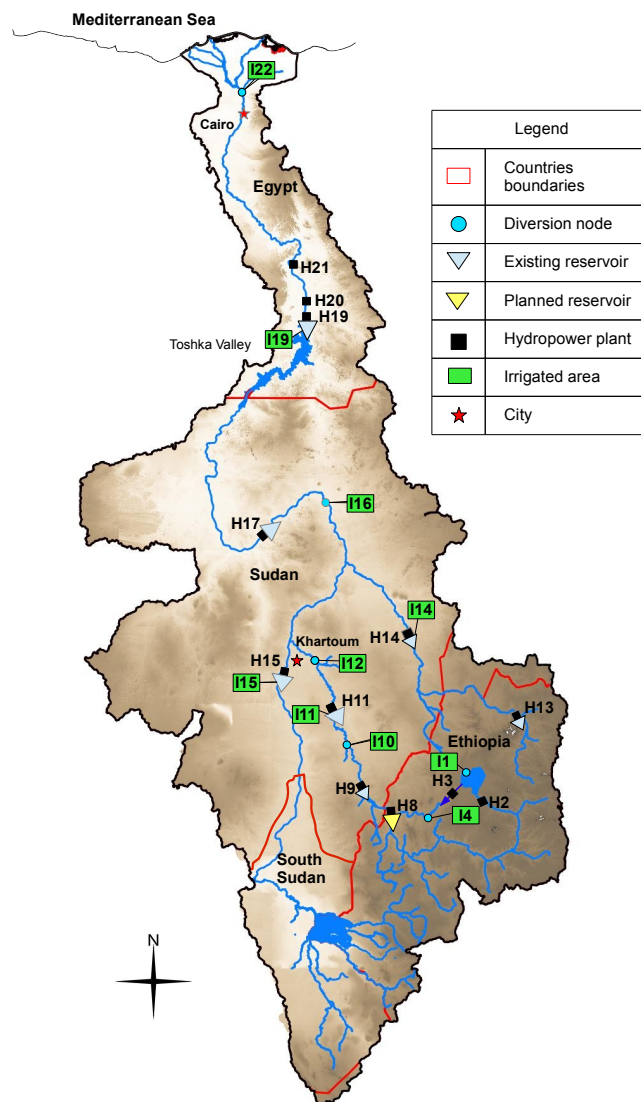 Mediterranean Sea
I22
Cairo
Egypt
H21
H20
H19
I19
Toshka Valley
I16
H17
Sudan
I14
H14
Khartoum
I12
H15
I15
H11
I11
H13
I10
Ethiopia
I1
H3
H9
H2
H8
I4
South
Sudan
N
Legend
Countries
boundaries
Diversion node
Existing reservoir
Planned reservoir
Hydropower plant
Irrigated area
City